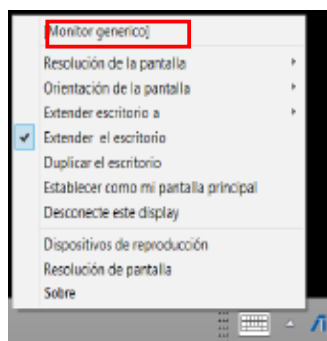 [Monitor generico]
Resolución de la pantalla
Orientación de la pantalla
Extender escritorio a
Extender el escritorio
Duplicar el escritorio
Establecer como mi pantalla principal
Desconecte este display
Dispositivos de reproducción
Resolución de pantalla
Sobre